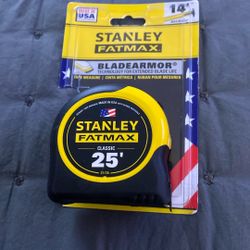 MADE IN
USA
14'
STANLEY
FATMAX
BLADEARMOR
TECHNOLOGY FOR EXTENDED BLADE LIFE
TAPE MEASURE / CINTA MÉTRICA / RUBAN POUR MESURES
STANLEY
FATMAX
CLASSIC
25'